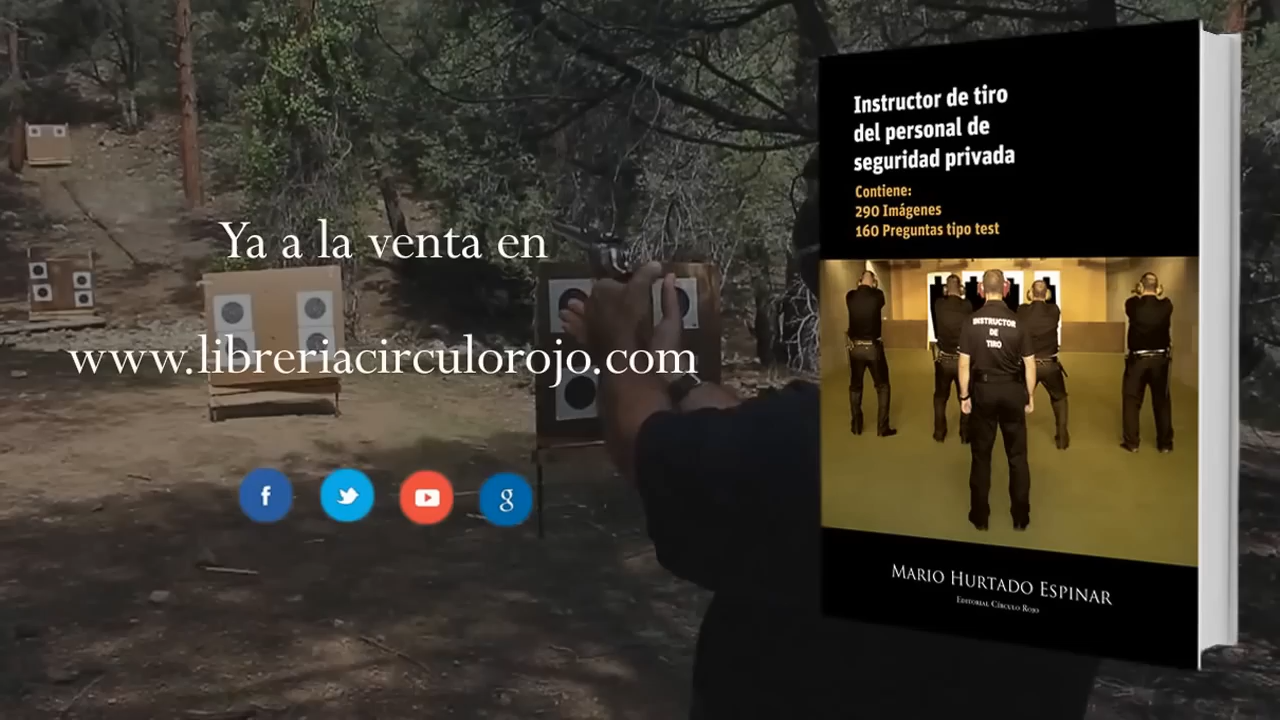 Ya a la venta en
www.libreriacirculorojo.com
f
g
Instructor de tiro
del personal de
seguridad privada
Contiene:
290 Imágenes
160 Preguntas tipo test
INSTRUCTOR
DE
TIRO
MARIO HURTADO ESPINAR
EDITORIAL CÍRCULO ROJO